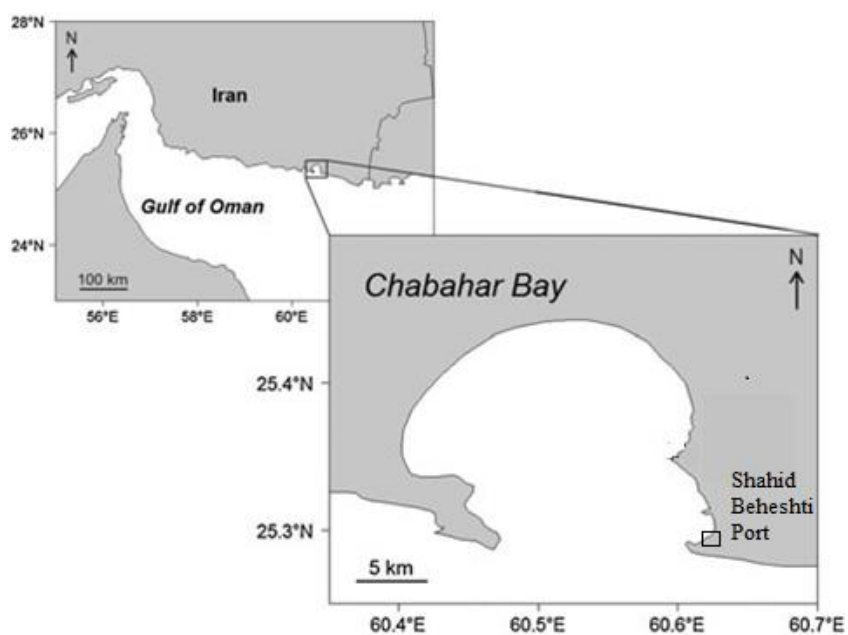 28°N
N
Iran
26°N
Gulf of Oman
24°N
100 km
56°E
58°E
60°E
Chabahar Bay
N
25.4°N
Shahid
Beheshti
Port
25.3°N
5 km
60.4°E
60.5°E
60.6°E
60.7°E